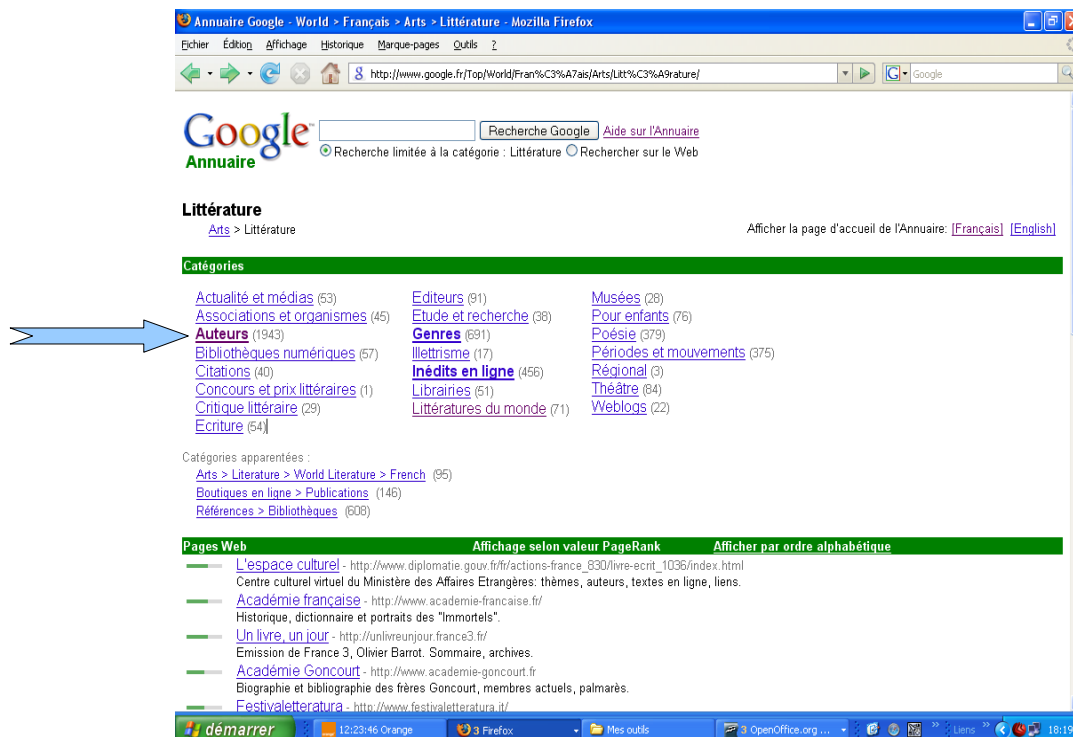 Annuaire Google - World > Français > Arts > Littérature - Mozilla Firefox
Fichier Édition Affichage Historique Marque-pages Outils ?
http://www.google.fr/Top/World/Fran%C3%A7ais/Arts/Litt%C3%A9rature/ G Google
Google™ Recherche Google Aide sur l'Annuaire
Annuaire Recherche limitée à la catégorie : Littérature Rechercher sur le Web
Littérature
Arts > Littérature Afficher la page d'accueil de l'Annuaire: [Français] [English]
Catégories
Actualité et médias (53) Editeurs (91) Musées (28)
Associations et organismes (45) Etude et recherche (38) Pour enfants (76)
Auteurs (1943) Genres (691) Poésie (379)
Bibliothèques numériques (57) Illettrisme (17) Périodes et mouvements (375)
Citations (40) Inédits en ligne (456) Régional (3)
Concours et prix littéraires (1) Librairies (51) Théâtre (84)
Critique littéraire (29) Littératures du monde (71) Weblogs (22)
Ecriture (54)
Catégories apparentées :
Arts > Literature > World Literature > French (95)
Boutiques en ligne > Publications (146)
Références > Bibliothèques (608)
Pages Web Affichage selon valeur PageRank Afficher par ordre alphabétique
L'espace culturel - http://www.diplomatie.gouv.fr/fr/actions-france_830/livre-ecrit_1036/index.html
Centre culturel virtuel du Ministère des Affaires Etrangères: thèmes, auteurs, textes en ligne, liens.
Académie française - http://www.academie-francaise.fr/
Historique, dictionnaire et portraits des "Immortels".
Un livre, un jour - http://unlivreunjour.france3.fr/
Emission de France 3, Olivier Barrot. Sommaire, archives.
Académie Goncourt - http://www.academie-goncourt.fr
Biographie et bibliographie des frères Goncourt, membres actuels, palmarès.
Festivaletteratura - http://www.festivaletteratura.it/
démarrer 12:23:46 Orange 3 Firefox Mes outils 3 OpenOffice.org ... » Liens » 18:19